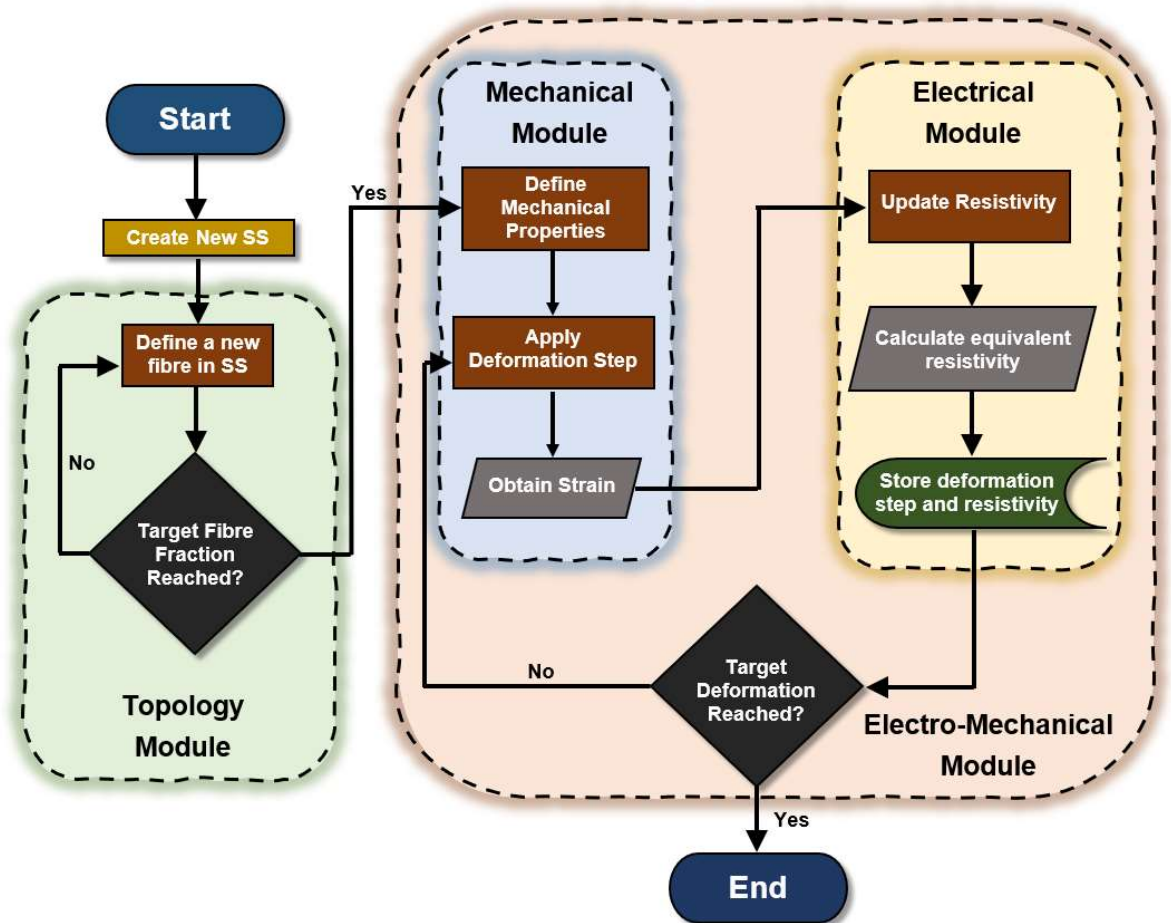 Start
Create New SS
Define a new
fibre in SS
No
Target Fibre
Fraction
Reached?
Topology
Module
Yes
Mechanical
Module
Define
Mechanical
Properties
Apply
Deformation Step
Obtain Strain
Electrical
Module
Update Resistivity
Calculate equivalent
resistivity
Store deformation
step and resistivity
No
Target
Deformation
Reached?
Electro-Mechanical
Module
Yes
End